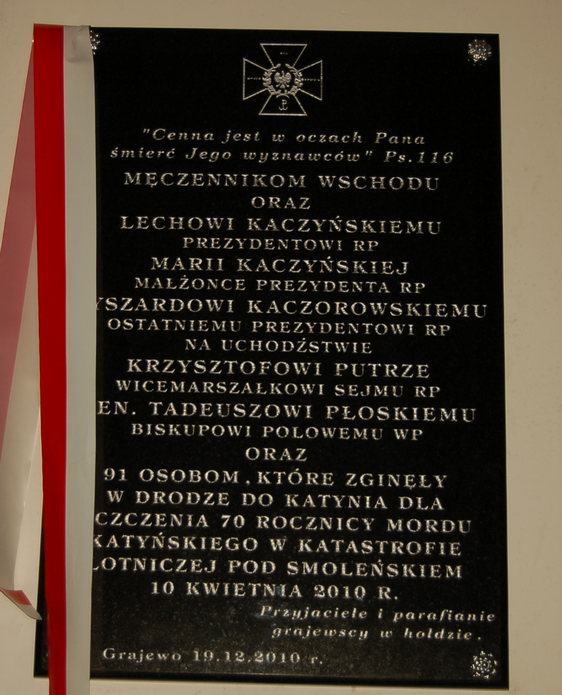 "Cenna jest w oczach Pana
śmierć Jego wyznawców" Ps.116
MĘCZENNIKOM WSCHODU
ORAZ
LECHOWI KACZYŃSKIEMU
PREZYDENTOWI RP
MARII KACZYŃSKIEJ
MAŁŻONCE PREZYDENTA RP
YSZARDOWI KACZOROWSKIEMU
OSTATNIEMU PREZYDENTOWI RP
NA UCHODŹSTWIE
KRZYSZTOFOWI PUTRZE
WICEMARSZAŁKOWI SEJMU RP
EN. TADEUSZOWI PŁOSKIEMU
BISKUPOWI POLOWEMU WP
ORAZ
91 OSOBOM, KTÓRE ZGINĘŁY
W DRODZE DO KATYNIA DLA
CZCZENIA 70 ROCZNICY MORDU
KATYŃSKIEGO W KATASTROFIE
LOTNICZEJ POD SMOLEŃSKIEM
10 KWIETNIA 2010 R.
Przyjaciele i parafianie
grajewscy w hołdzie.
Grajewo 19.12.2010 r.